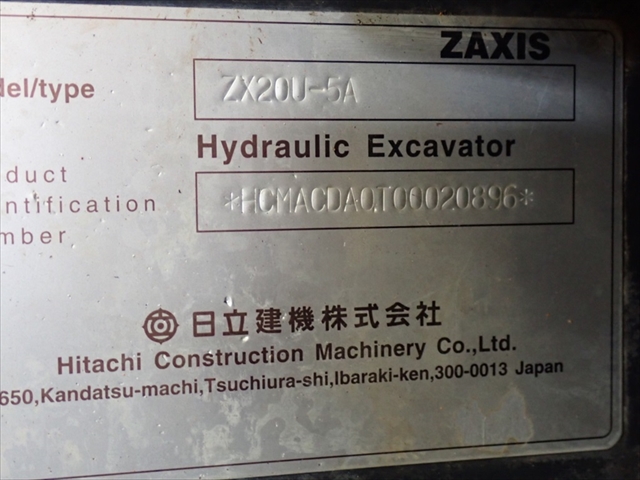 ZAXIS
del/type
ZX20U-5A
Hydraulic Excavator
duct
ntification
mber
*HCMACDAQT00020896*
日立建機株式会社
Hitachi Construction Machinery Co.,Ltd.
650,Kandatsu-machi,Tsuchiura-shi,Ibaraki-ken,300-0013 Japan